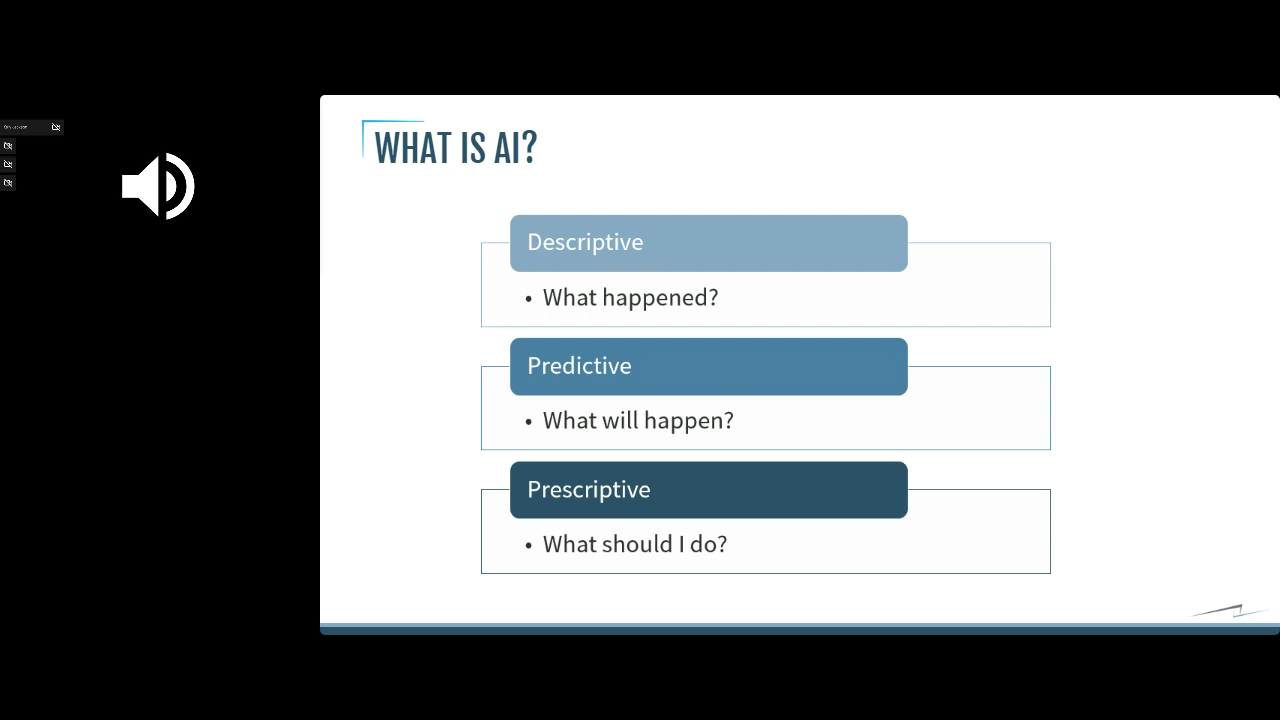 WHAT IS AI?
Descriptive
• What happened?
Predictive
• What will happen?
Prescriptive
• What should I do?